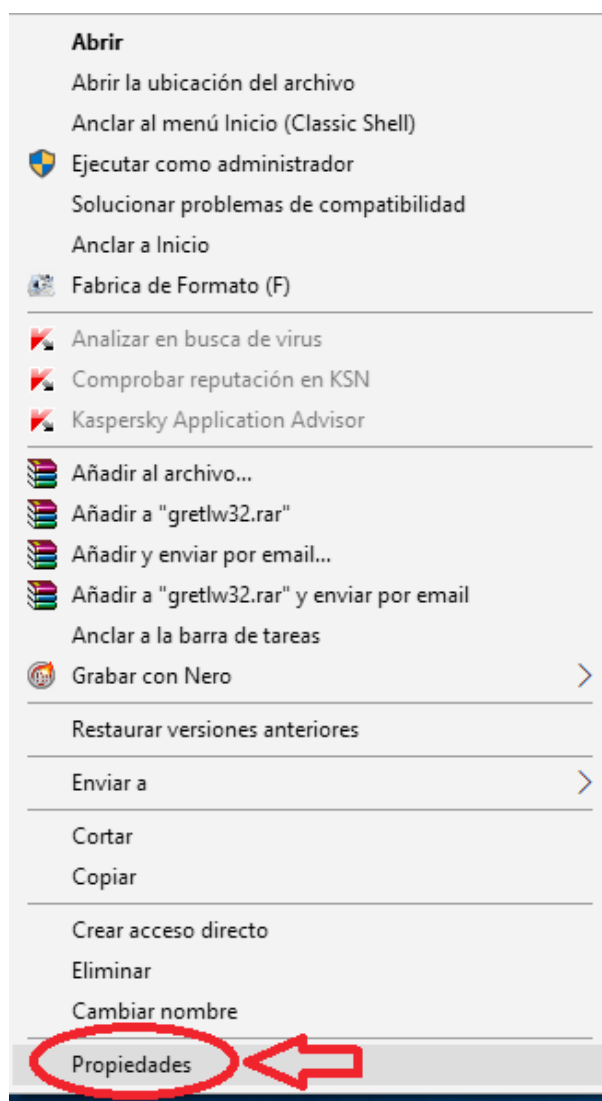 Abrir
Abrir la ubicación del archivo
Anclar al menú Inicio (Classic Shell)
Ejecutar como administrador
Solucionar problemas de compatibilidad
Anclar a Inicio
Fabrica de Formato (F)
Analizar en busca de virus
Comprobar reputación en KSN
Kaspersky Application Advisor
Añadir al archivo...
Añadir a "gretlw32.rar"
Añadir y enviar por email...
Añadir a "gretlw32.rar" y enviar por email
Anclar a la barra de tareas
Grabar con Nero
Restaurar versiones anteriores
Enviar a
Cortar
Copiar
Crear acceso directo
Eliminar
Cambiar nombre
Propiedades